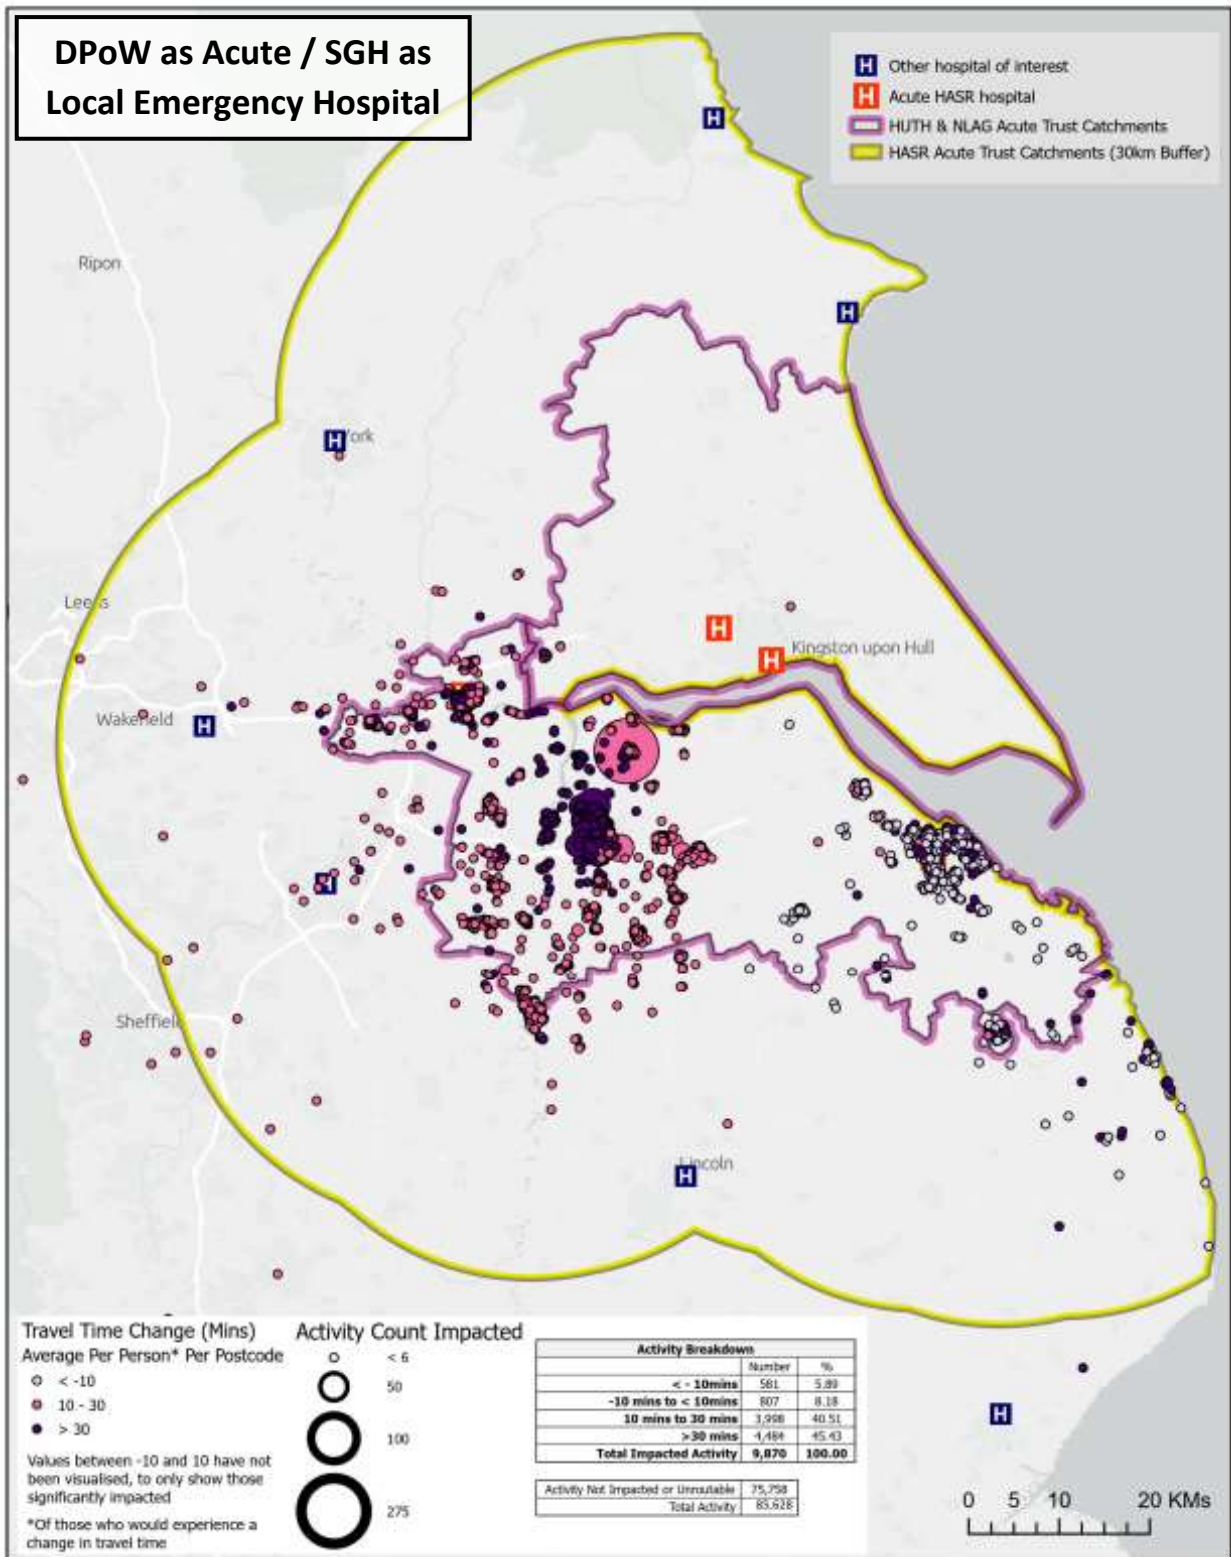 DPoW as Acute / SGH as
Local Emergency Hospital
H Other hospital of interest
H Acute HASR hospital
HUTH & NLAG Acute Trust Catchments
HASR Acute Trust Catchments (30km Buffer)
H
Ripon
H
H ork
Leeds
H
H Kingston upon Hull
Wakefield
H
H
Sheffield
Lincoln
H
H
Travel Time Change (Mins)
Average Per Person* Per Postcode
< -10
10 - 30
> 30
Values between -10 and 10 have not
been visualised, to only show those
significantly impacted
*Of those who would experience a
change in travel time
Activity Count Impacted
< 6
50
100
275
Activity Breakdown
Number %
< - 10mins 581 5.89
-10 mins to < 10mins 807 8.18
10 mins to 30 mins 3,998 40.51
>30 mins 4,484 45.43
Total Impacted Activity 9,870 100.00
Activity Not Impacted or Unroutable 75,758
Total Activity 85,628
0 5 10 20 KMs